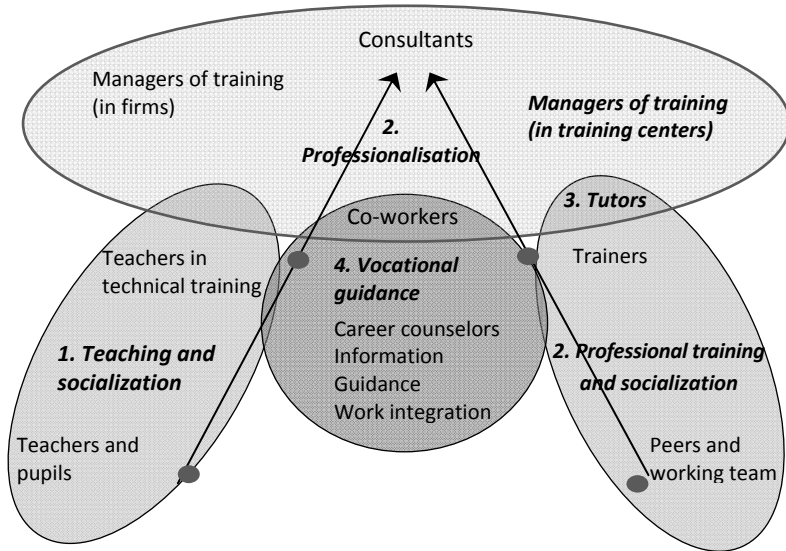 Consultants
Managers of training
(in firms)
Managers of training
(in training centers)
2.
Professionalisation
3. Tutors
Co-workers
Teachers in
technical training
4. Vocational
guidance
Trainers
Career counselors
Information
Guidance
Work integration
1. Teaching and
socialization
2. Professional training
and socialization
Teachers and
pupils
Peers and
working team